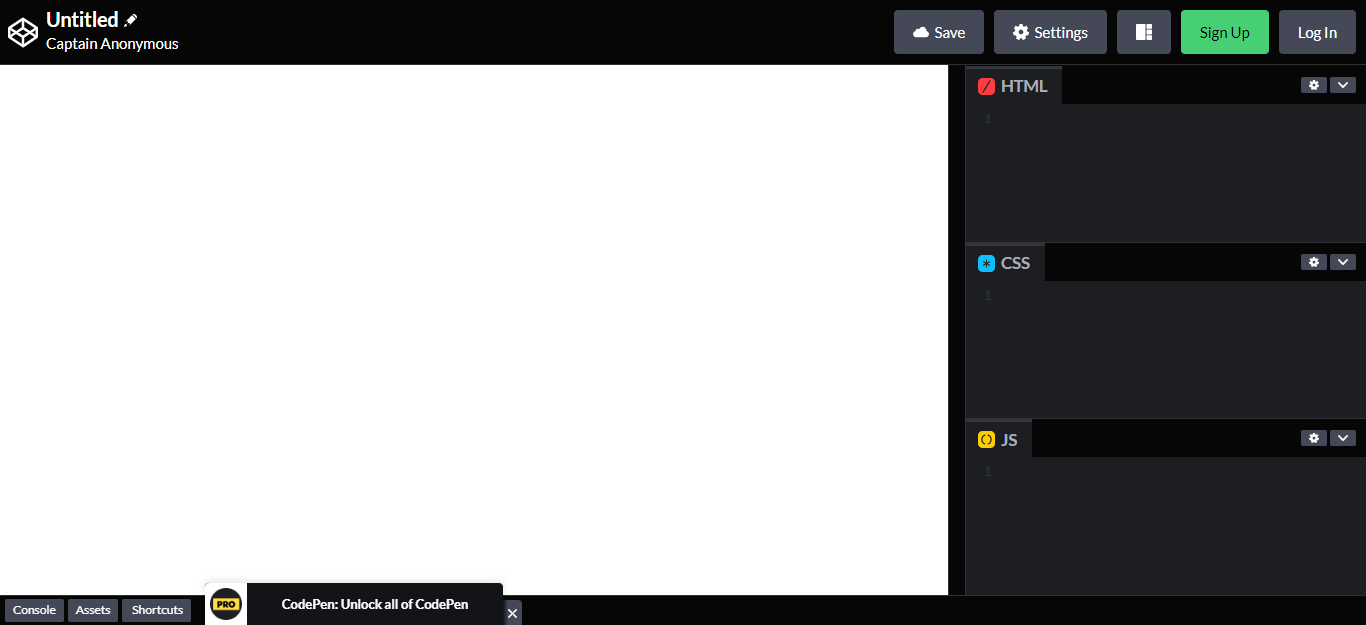 Untitled
Captain Anonymous
Save
Settings
Sign Up
Log In
/ HTML
1
* CSS
1
() JS
1
Console
Assets
Shortcuts
PRO
CodePen: Unlock all of CodePen